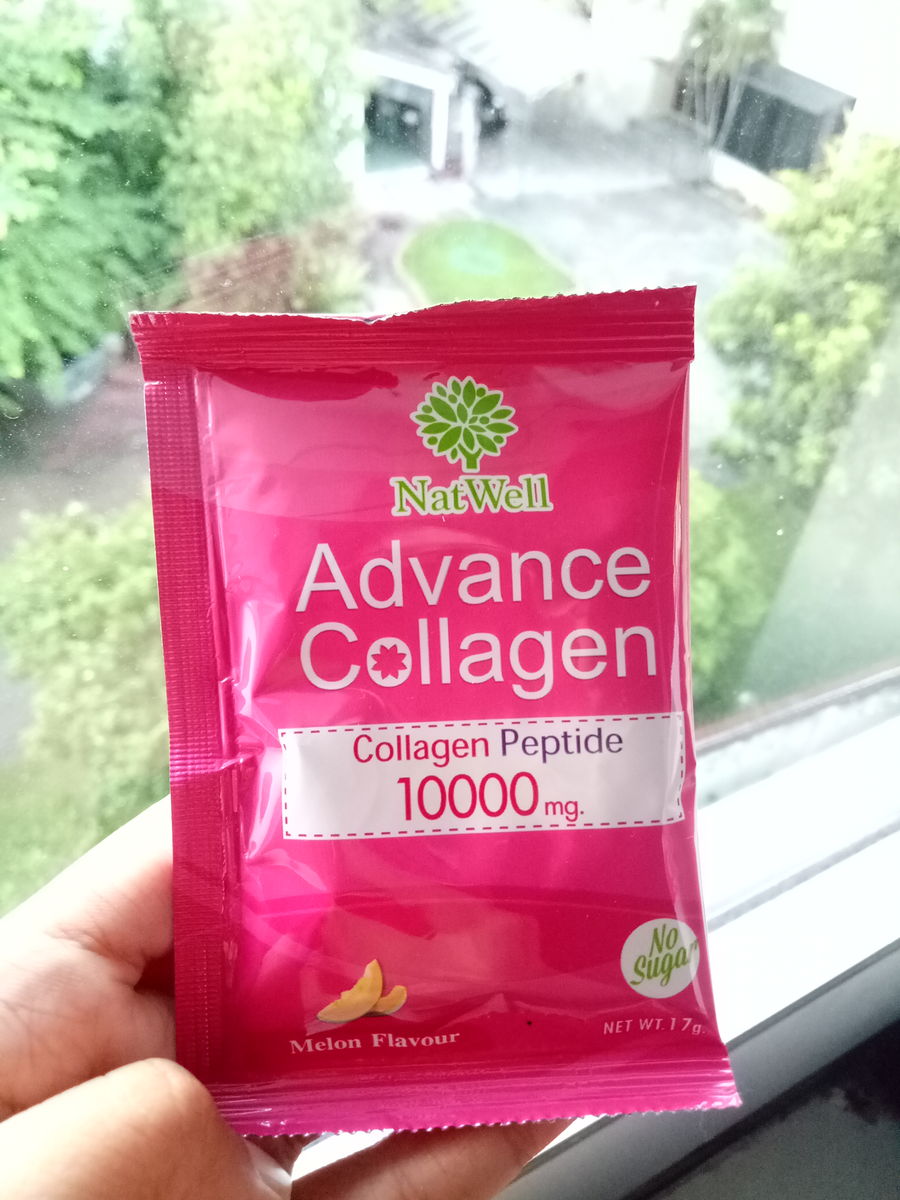 NatWell
Advance
Collagen
Collagen Peptide
10000 mg.
No
Sugar
Melon Flavour
NET WT. 17g.